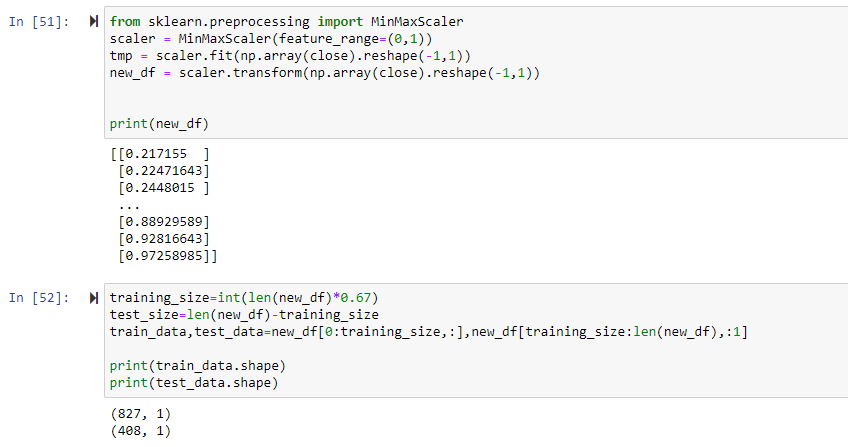 In [51]:
from sklearn.preprocessing import MinMaxScaler
scaler = MinMaxScaler(feature_range=(0,1))
tmp = scaler.fit(np.array(close).reshape(-1,1))
new_df = scaler.transform(np.array(close).reshape(-1,1))
print(new_df)
[[0.217155  ]
 [0.22471643]
 [0.2448015 ]
 ...
 [0.88929589]
 [0.92816643]
 [0.97258985]]
In [52]:
training_size=int(len(new_df)*0.67)
test_size=len(new_df)-training_size
train_data,test_data=new_df[0:training_size,:],new_df[training_size:len(new_df),:1]
print(train_data.shape)
print(test_data.shape)
(827, 1)
(408, 1)